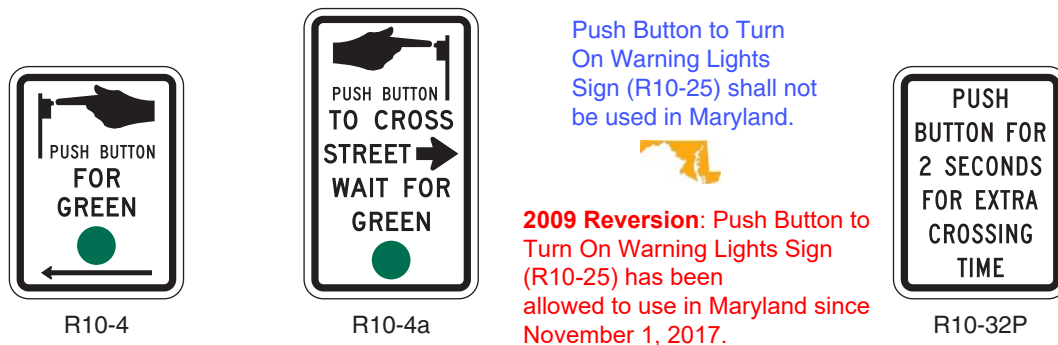 PUSH BUTTON
FOR
GREEN
R10-4
PUSH BUTTON
TO CROSS
STREET
WAIT FOR
GREEN
R10-4a
Push Button to Turn
On Warning Lights
Sign (R10-25) shall not
be used in Maryland.
2009 Reversion: Push Button to
Turn On Warning Lights Sign
(R10-25) has been
allowed to use in Maryland since
November 1, 2017.
PUSH
BUTTON FOR
2 SECONDS
FOR EXTRA
CROSSING
TIME
R10-32P